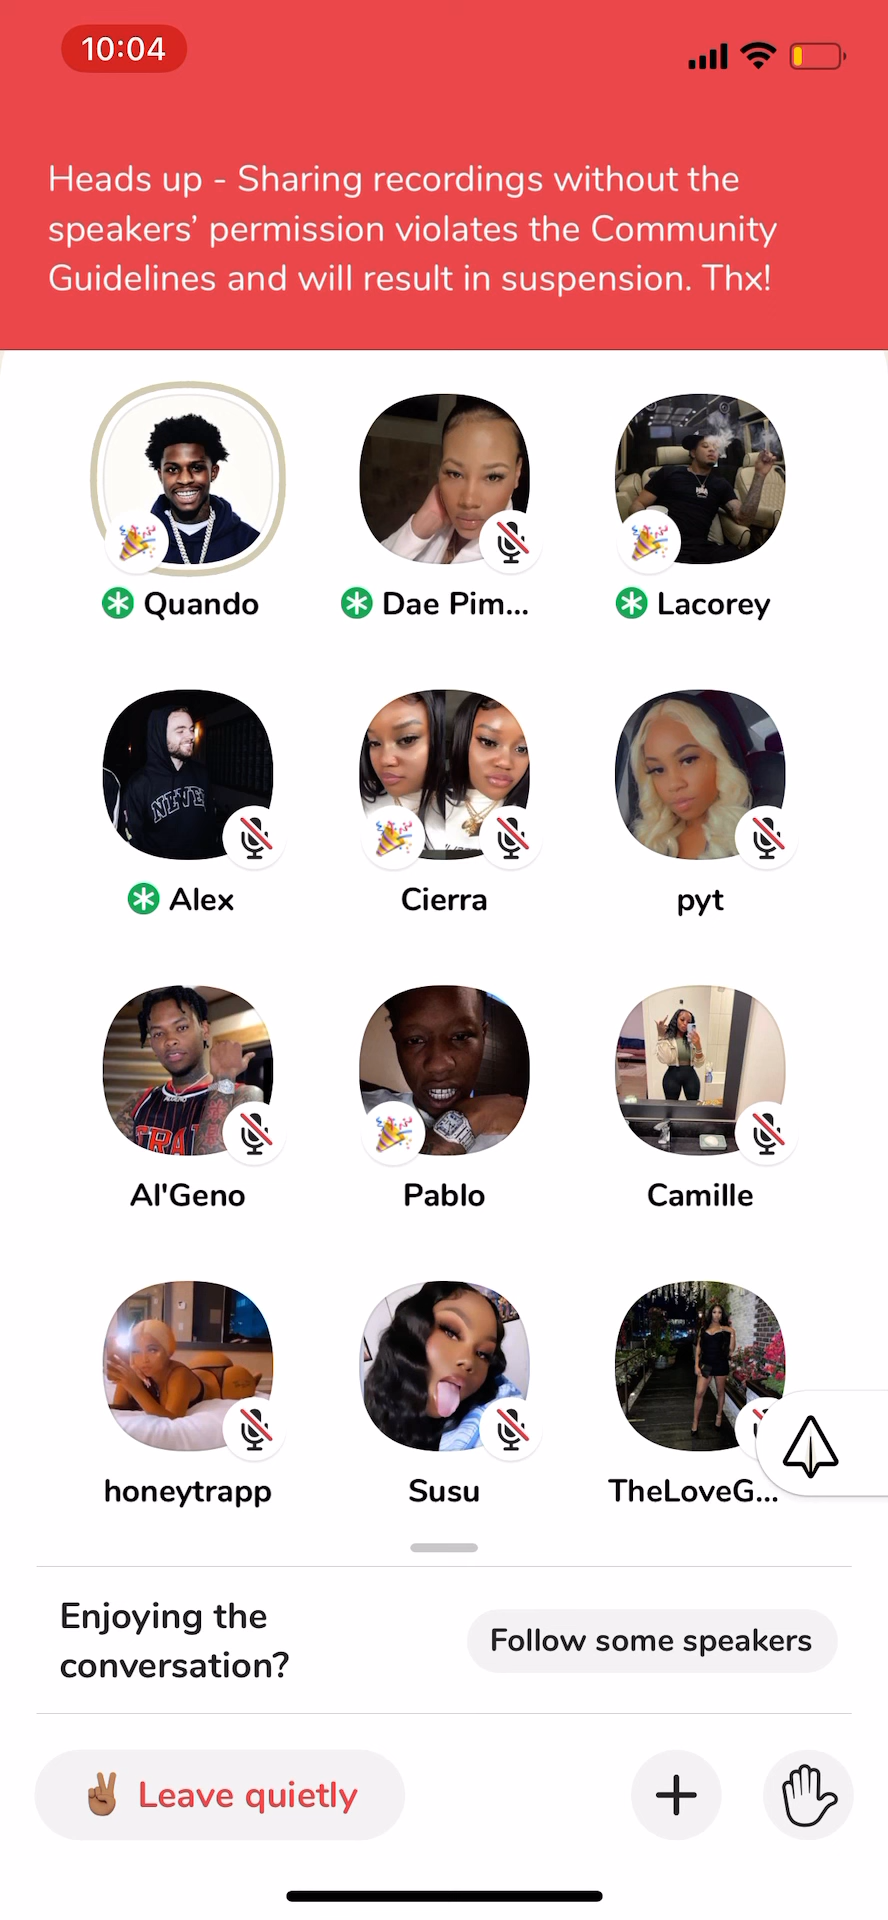 10:04
Heads up - Sharing recordings without the
speakers’ permission violates the Community
Guidelines and will result in suspension. Thx!
Quando
Dae Pim...
Lacorey
NEVER
Alex
Cierra
pyt
Al'Geno
Pablo
Camille
honeytrapp
Susu
TheLoveG...
Enjoying the
conversation?
Follow some speakers
Leave quietly